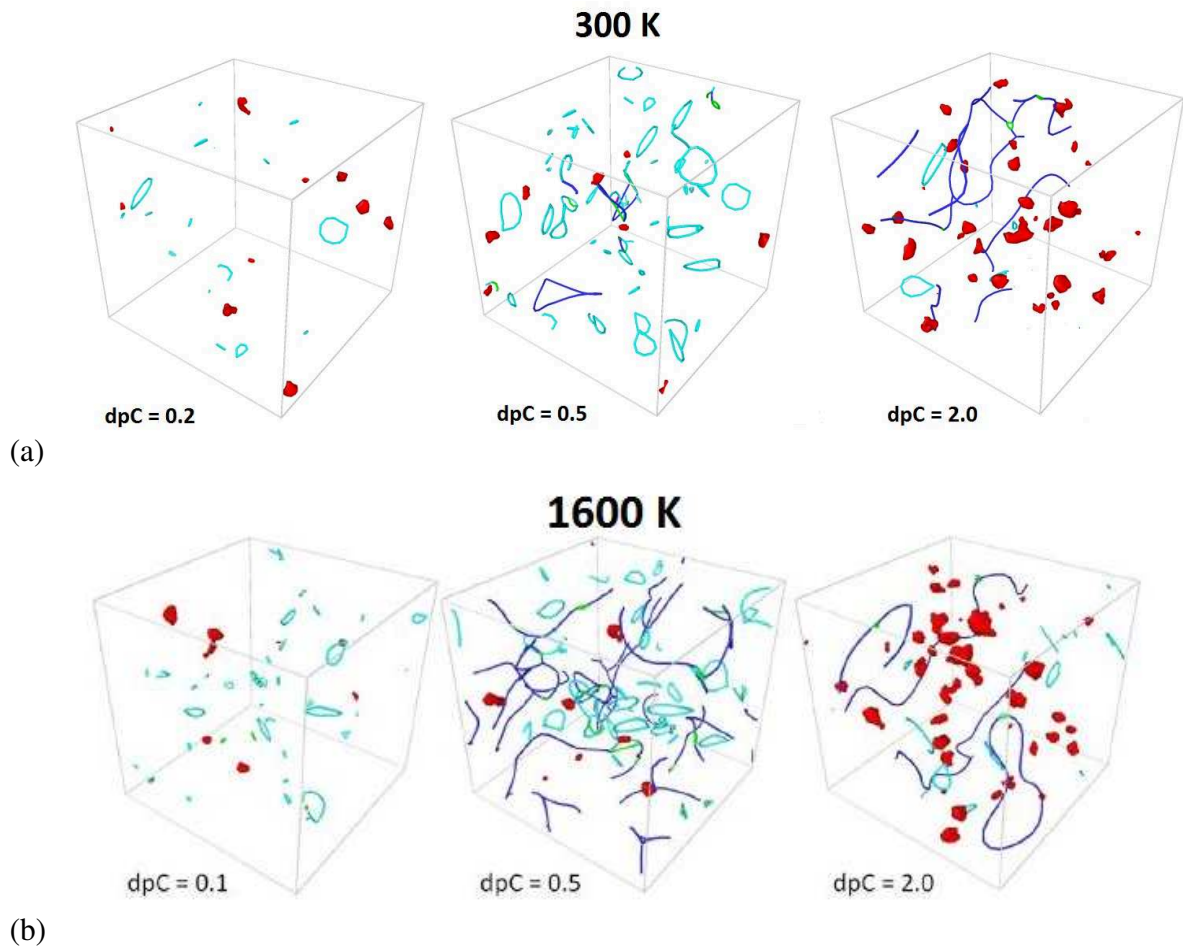 300 K
dpC = 0.2
dpC = 0.5
dpC = 2.0
(a)
1600 K
dpC = 0.1
dpC = 0.5
dpC = 2.0
(b)